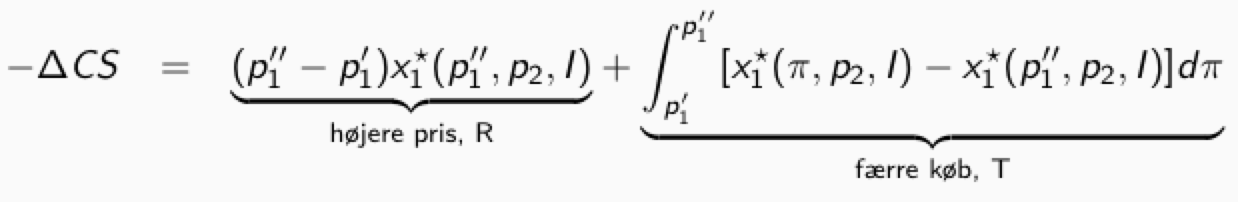 −ΔCS = (p₁′′ − p₁′)x₁⋆(p₁′′, p₂, I) + ∫_{p₁′}^{p₁′′} [x₁⋆(π, p₂, I) − x₁⋆(p₁′′, p₂, I)]dπ
højere pris, R
færre køb, T